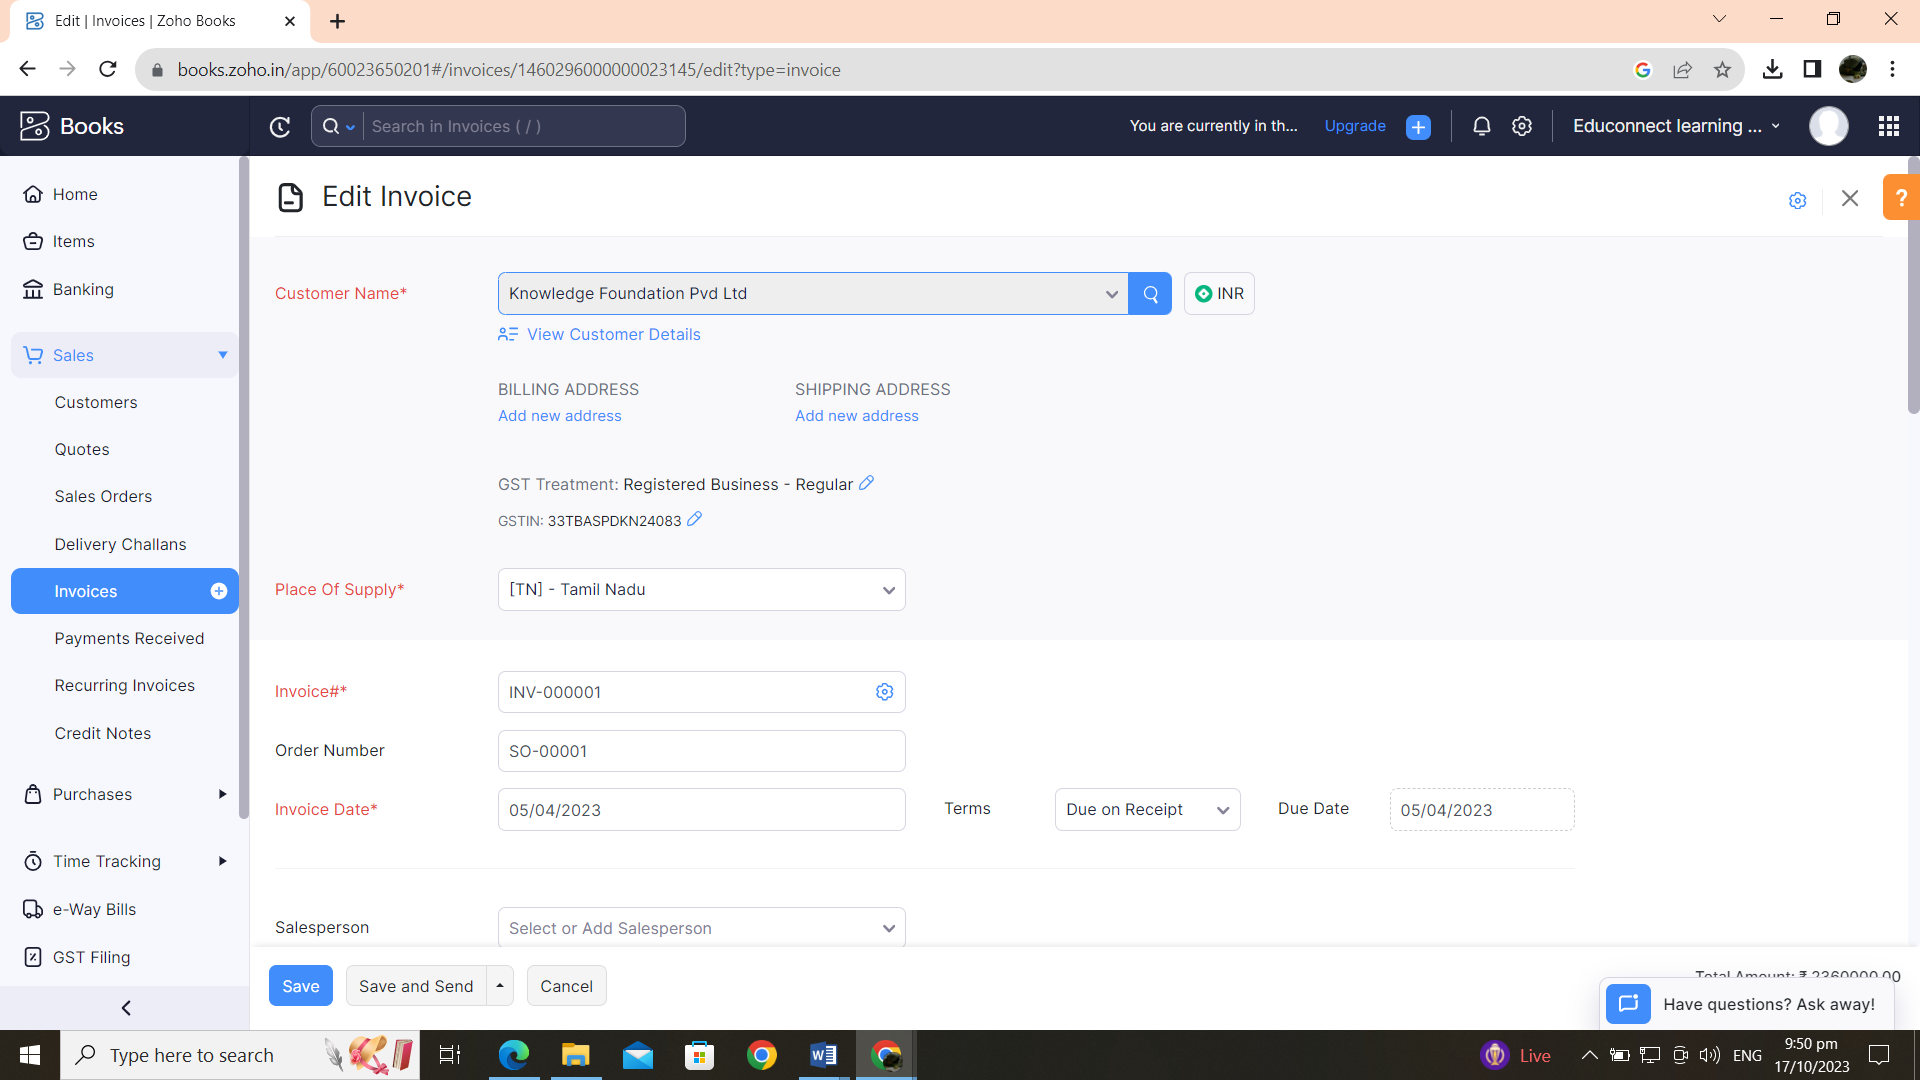 Edit | Invoices | Zoho Books
books.zoho.in/app/60023650201#/invoices/1460296000000023145/edit?type=invoice
Books
Search in Invoices ( / )
You are currently in th... Upgrade
Educonnect learning ...
Home
Items
Banking
Sales
Customers
Quotes
Sales Orders
Delivery Challans
Invoices
Payments Received
Recurring Invoices
Credit Notes
Purchases
Time Tracking
e-Way Bills
GST Filing
Edit Invoice
?
Customer Name* Knowledge Foundation Pvd Ltd INR
View Customer Details
BILLING ADDRESS SHIPPING ADDRESS
Add new address Add new address
GST Treatment: Registered Business - Regular
GSTIN: 33TBASPDKN24083
Place Of Supply* [TN] - Tamil Nadu
Invoice#* INV-000001
Order Number SO-00001
Invoice Date* 05/04/2023 Terms Due on Receipt Due Date 05/04/2023
Salesperson Select or Add Salesperson
Save Save and Send Cancel
Total Amount: ₹ 2360000.00
Have questions? Ask away!
Type here to search
Live
ENG
9:50 pm
17/10/2023